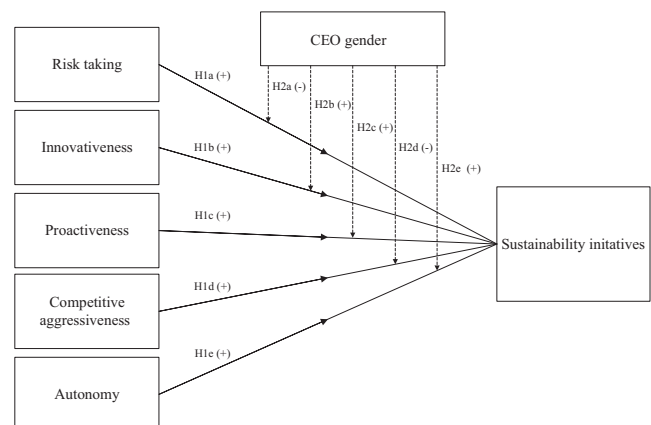 CEO gender
Risk taking
H1a (+)
H2a (-)
H2b (+)
H2c (+)
H2d (-)
H2e (+)
Innovativeness
H1b (+)
Proactiveness
H1c (+)
Sustainability initatives
Competitive
aggressiveness
H1d (+)
H1e (+)
Autonomy